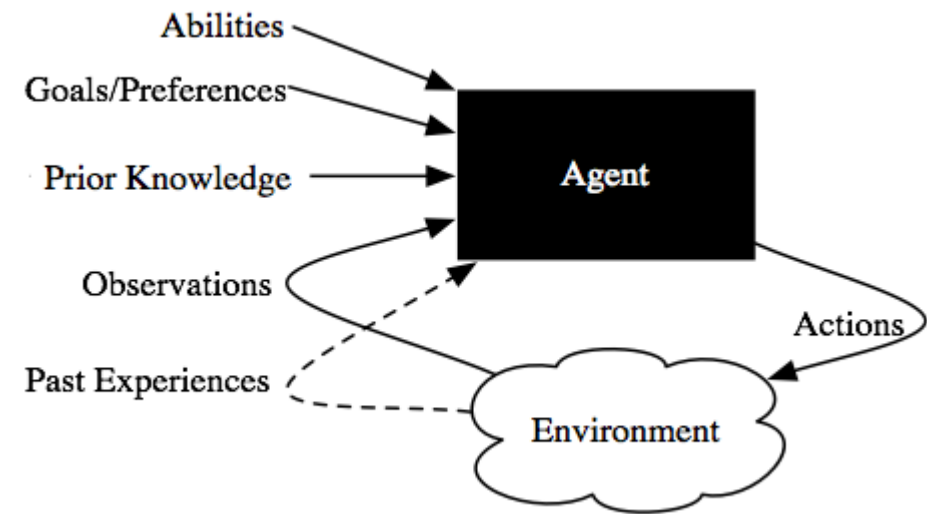 Abilities
Goals/Preferences
Prior Knowledge
Agent
Observations
Actions
Past Experiences
Environment